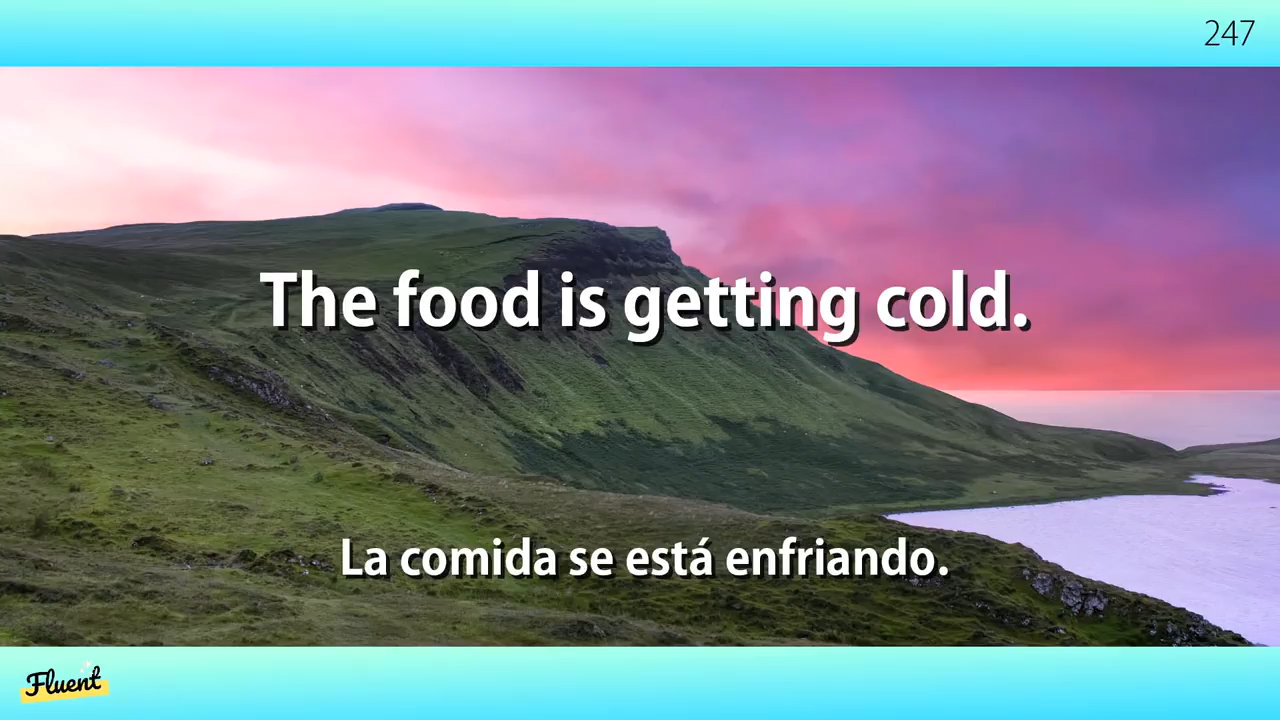 247
The food is getting cold.
La comida se está enfriando.
Fluent